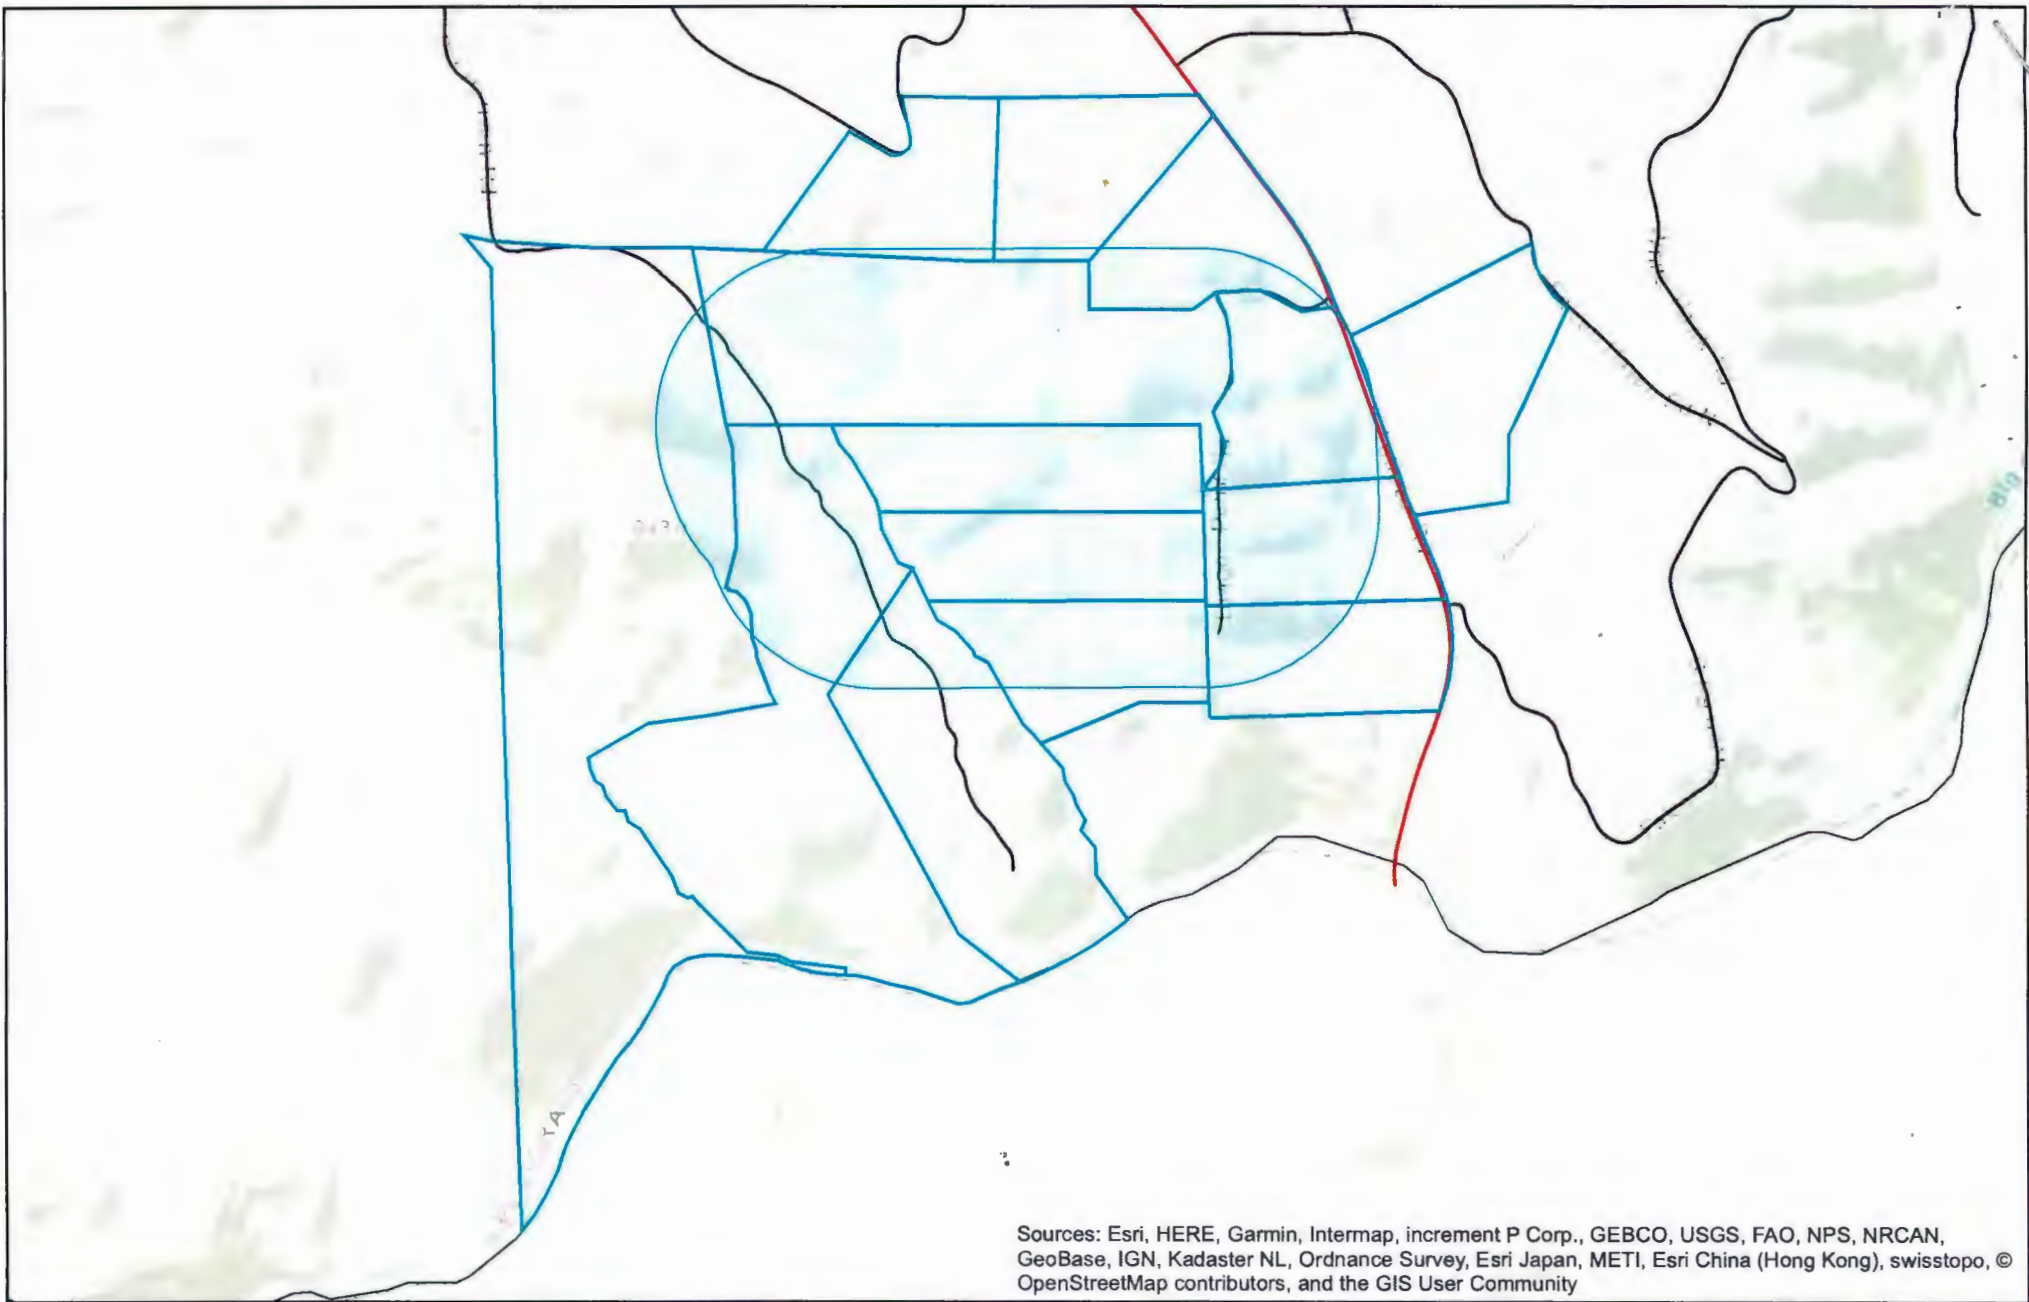 Big
Sources: Esri, HERE, Garmin, Intermap, increment P Corp., GEBCO, USGS, FAO, NPS, NRCAN,
GeoBase, IGN, Kadaster NL, Ordnance Survey, Esri Japan, METI, Esri China (Hong Kong), swisstopo, ©
OpenStreetMap contributors, and the GIS User Community